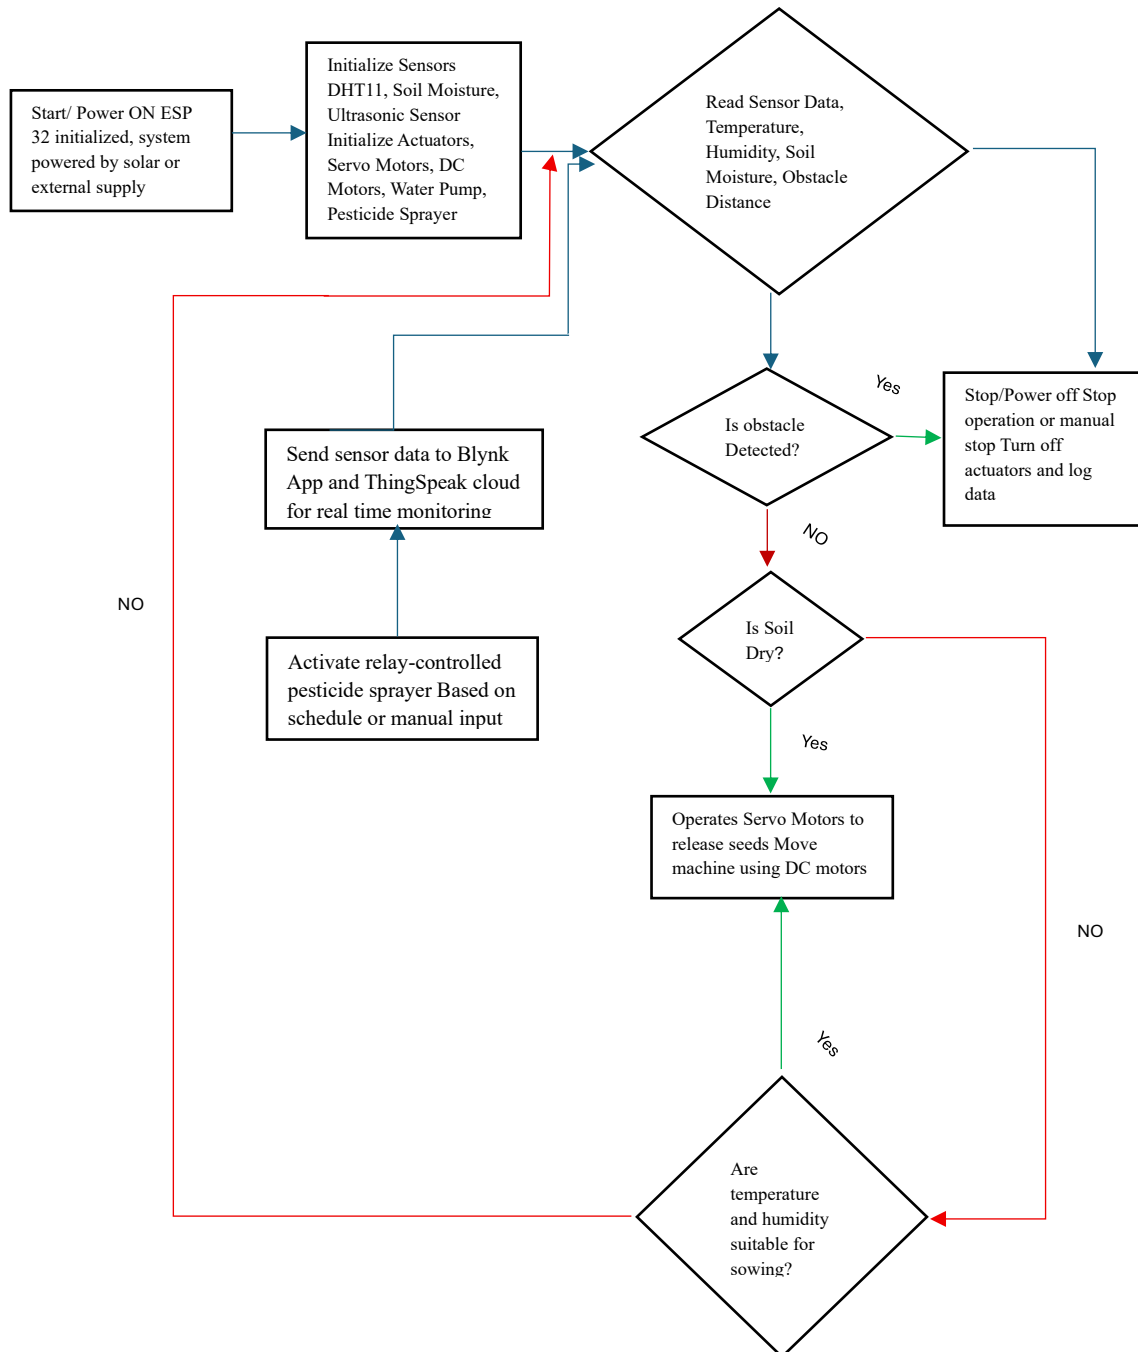 Start/ Power ON ESP
32 initialized, system
powered by solar or
external supply
Initialize Sensors
DHT11, Soil Moisture,
Ultrasonic Sensor
Initialize Actuators,
Servo Motors, DC
Motors, Water Pump,
Pesticide Sprayer
Read Sensor Data,
Temperature,
Humidity, Soil
Moisture, Obstacle
Distance
Is obstacle
Detected?
Yes
Stop/Power off Stop
operation or manual
stop Turn off
actuators and log
data
Send sensor data to Blynk
App and ThingSpeak cloud
for real time monitoring
NO
Is Soil
Dry?
NO
Activate relay-controlled
pesticide sprayer Based on
schedule or manual input
Yes
Operates Servo Motors to
release seeds Move
machine using DC motors
NO
Yes
Are
temperature
and humidity
suitable for
sowing?